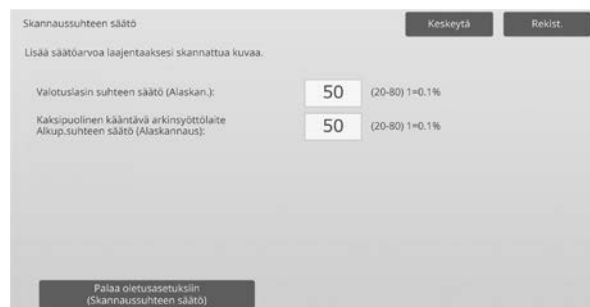 Skannaussuhteen säätö
Keskeytä
Rekist.
Lisää säätöarvoa laajentaaksesi skannattua kuvaa.
Valotuslasin suhteen säätö (Alaskan.):
50
(20-80) 1=0.1%
Kaksipuolinen kääntävä arkinsyöttölaite
Alkup.suhteen säätö (Alaskannaus):
50
(20-80) 1=0.1%
Palaa oletusasetuksiin
(Skannaussuhteen säätö)